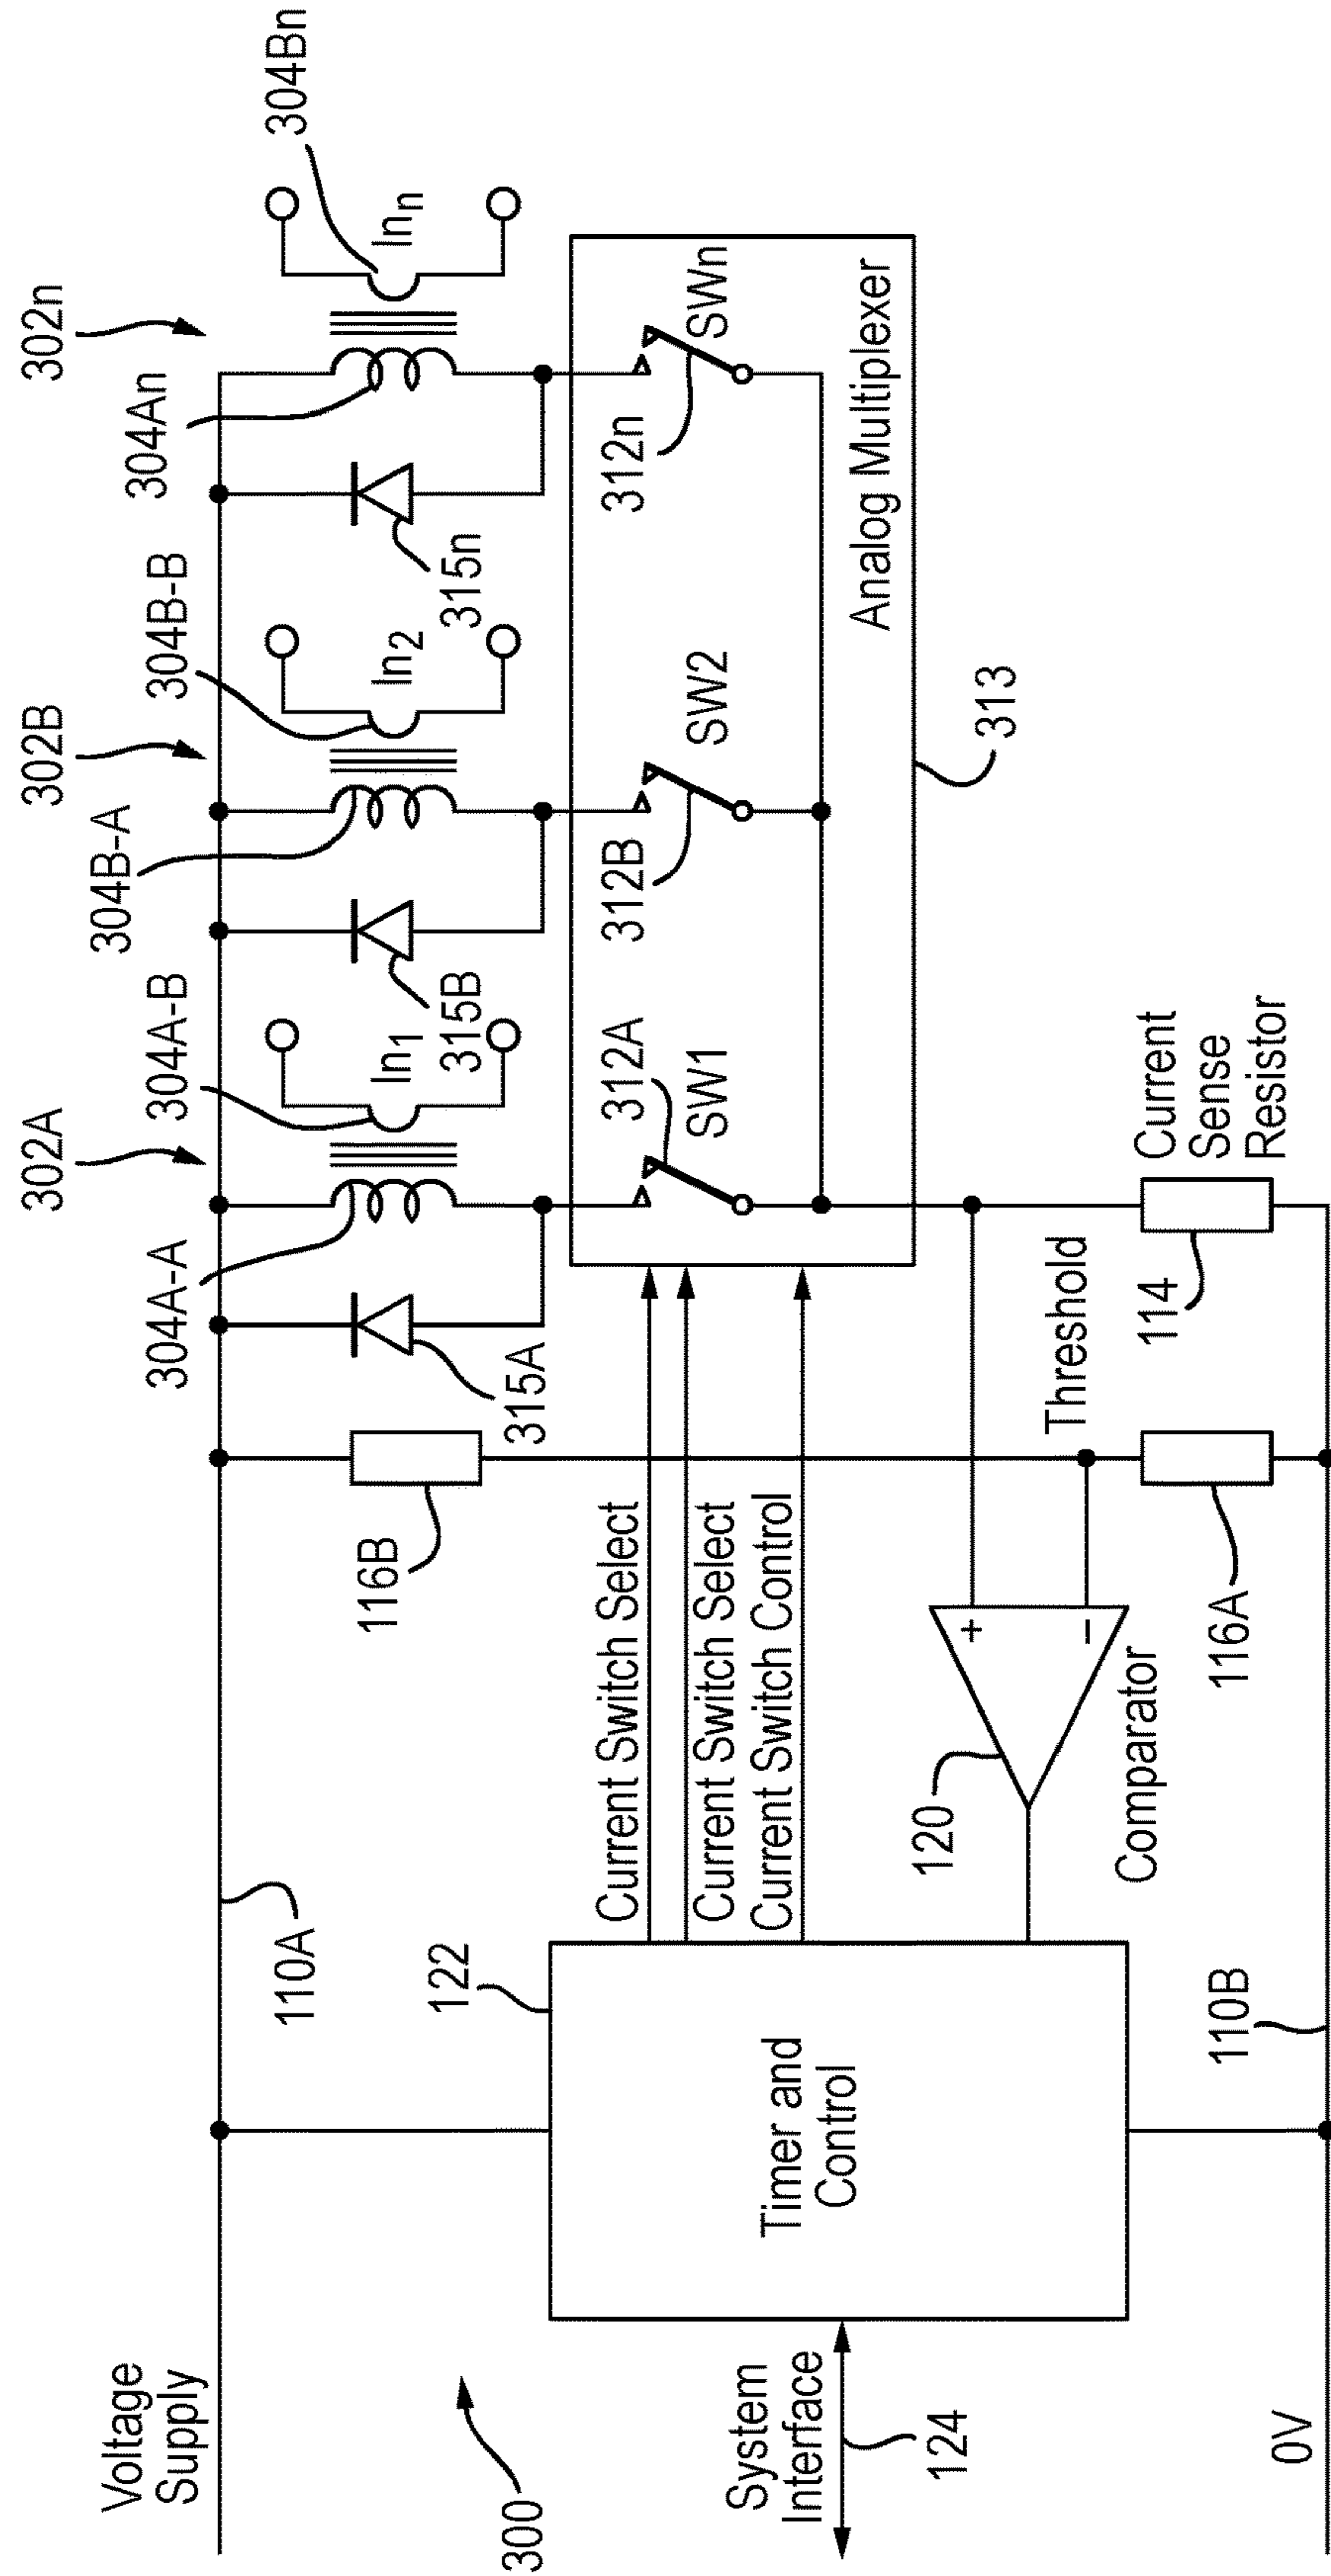 Voltage
Supply
300
110A
122
Timer and
Control
System
Interface
124
0V
110B
116B
Current Switch Select
Current Switch Select
Current Switch Control
120
Comparator
+
−
116A
Threshold
114
Current
Sense
Resistor
302A
304A-A
304A-B
In1
315A
312A
SW1
302B
304B-A
304B-B
In2
315B
312B
SW2
302n
304An
304Bn
Inn
315n
312n
SWn
Analog Multiplexer
313